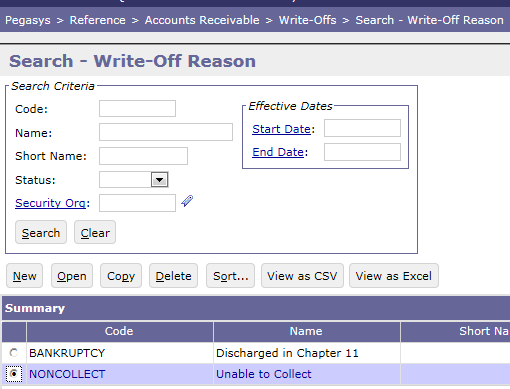 Pegasys > Reference > Accounts Receivable > Write-Offs > Search - Write-Off Reason
Search - Write-Off Reason
Search Criteria
Code:
Name:
Short Name:
Status:
Security Org:
Effective Dates
Start Date:
End Date:
Search Clear
New Open Copy Delete Sort... View as CSV View as Excel
Summary
Code Name Short Na
BANKRUPTCY Discharged in Chapter 11
NONCOLLECT Unable to Collect